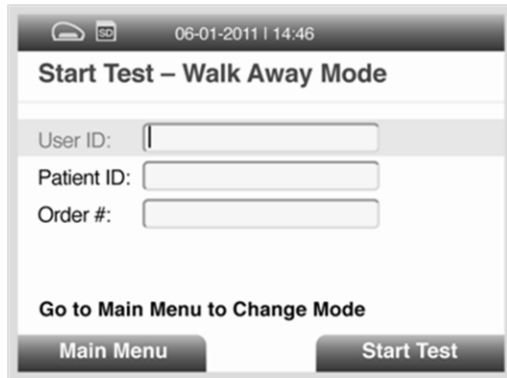 SD 06-01-2011 | 14:46
Start Test – Walk Away Mode
User ID:
Patient ID:
Order #:
Go to Main Menu to Change Mode
Main Menu Start Test